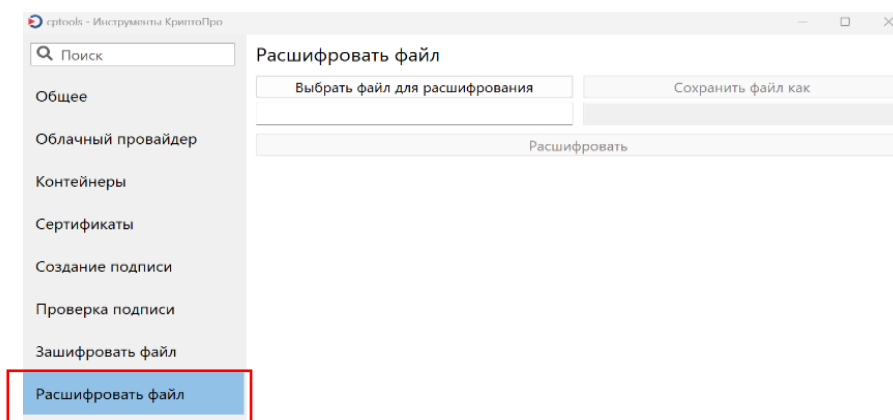 cptools - Инструменты КриптоПро
Поиск
Общее
Облачный провайдер
Контейнеры
Сертификаты
Создание подписи
Проверка подписи
Зашифровать файл
Расшифровать файл
Расшифровать файл
Выбрать файл для расшифрования
Сохранить файл как
Расшифровать